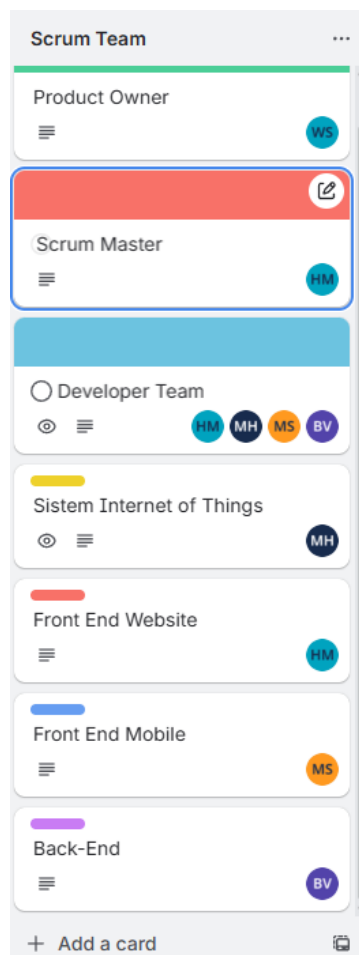 Scrum Team
Product Owner
WS
Scrum Master
HM
Developer Team
HM MH MS BV
Sistem Internet of Things
MH
Front End Website
HM
Front End Mobile
MS
Back-End
BV
+ Add a card